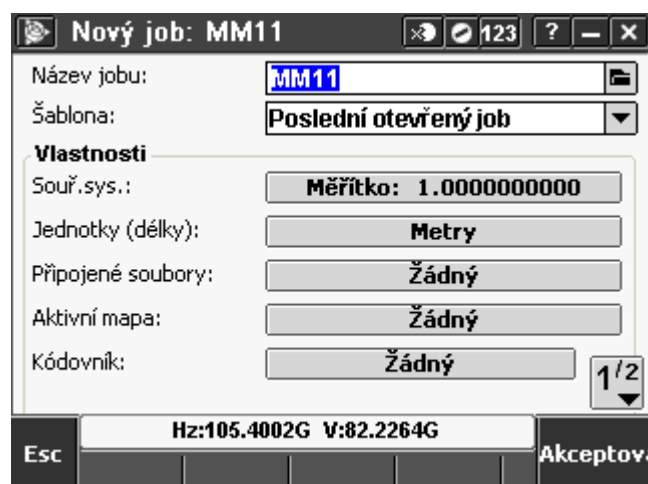 Nový job: MM11 123 ? – x
Název jobu: MM11
Šablona: Poslední otevřený job
Vlastnosti
Souř.sys.: Měřítko: 1.0000000000
Jednotky (délky): Metry
Připojené soubory: Žádný
Aktivní mapa: Žádný
Kódovník: Žádný
1/2
Hz:105.4002G V:82.2264G
Esc Akceptova